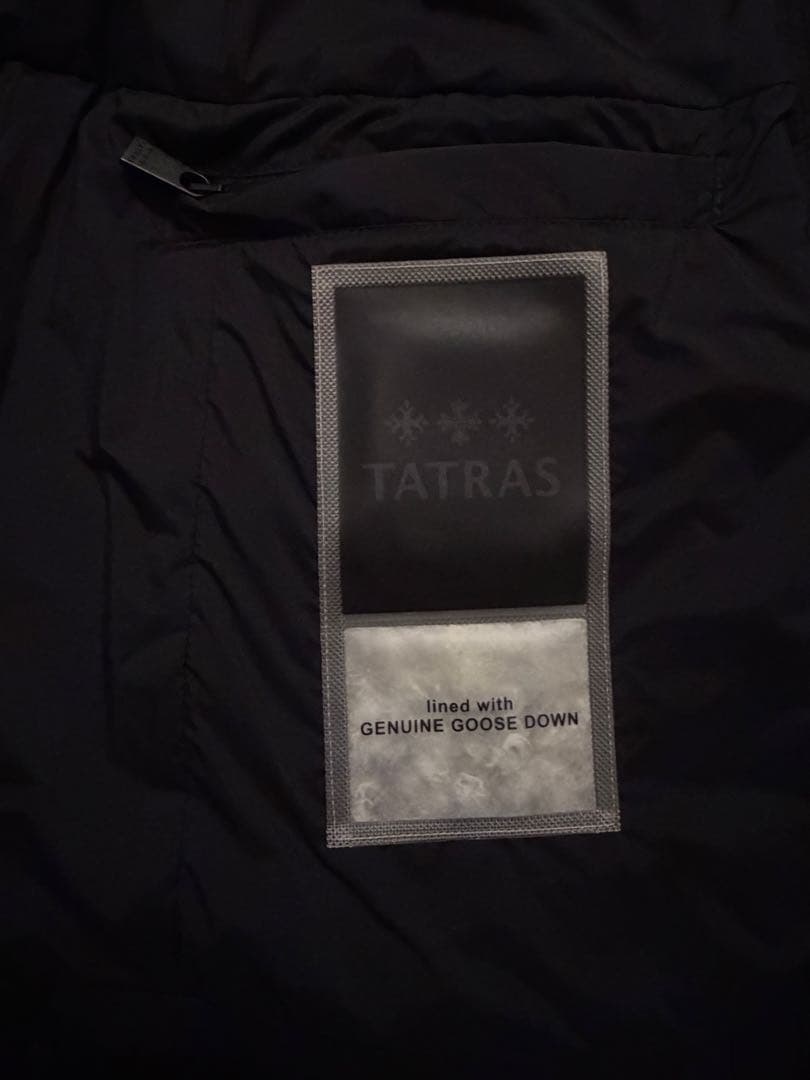 TATRAS
lined with
GENUINE GOOSE DOWN